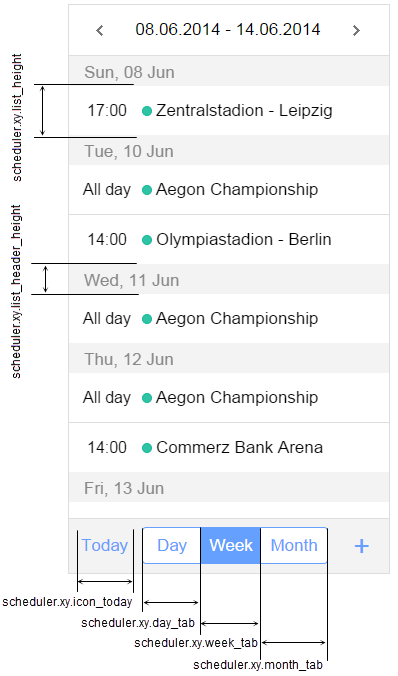 08.06.2014 - 14.06.2014
Sun, 08 Jun
scheduler.xy.list_height
17:00 Zentralstadion - Leipzig
Tue, 10 Jun
All day Aegon Championship
14:00 Olympiastadion - Berlin
scheduler.xy.list_header_height
Wed, 11 Jun
All day Aegon Championship
Thu, 12 Jun
All day Aegon Championship
14:00 Commerz Bank Arena
Fri, 13 Jun
Today Day Week Month +
scheduler.xy.icon_today
scheduler.xy.day_tab
scheduler.xy.week_tab
scheduler.xy.month_tab